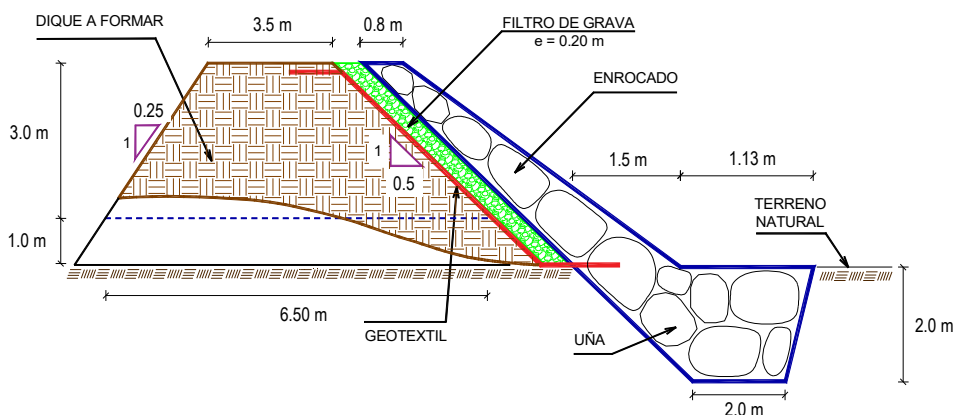 DIQUE A FORMAR
3.5 m
0.8 m
FILTRO DE GRAVA
e = 0.20 m
ENROCADO
3.0 m
0.25
1
1
0.5
1.5 m
1.13 m
TERRENO
NATURAL
1.0 m
6.50 m
GEOTEXTIL
UÑA
2.0 m
2.0 m